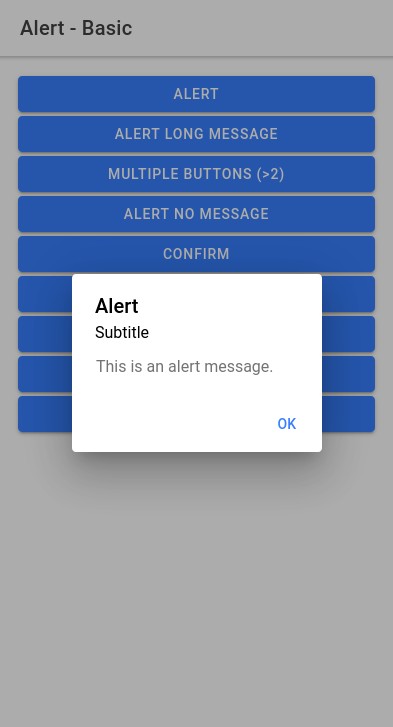 Alert - Basic
ALERT
ALERT LONG MESSAGE
MULTIPLE BUTTONS (>2)
ALERT NO MESSAGE
CONFIRM
Alert
Subtitle
This is an alert message.
OK